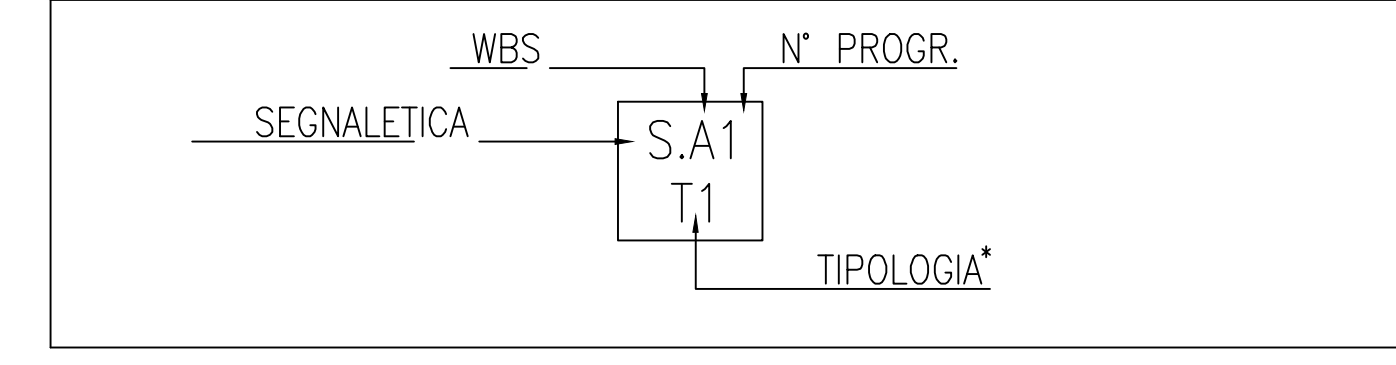 WBS N° PROGR.
SEGNALETICA
S.A1
T1
TIPOLOGIA*